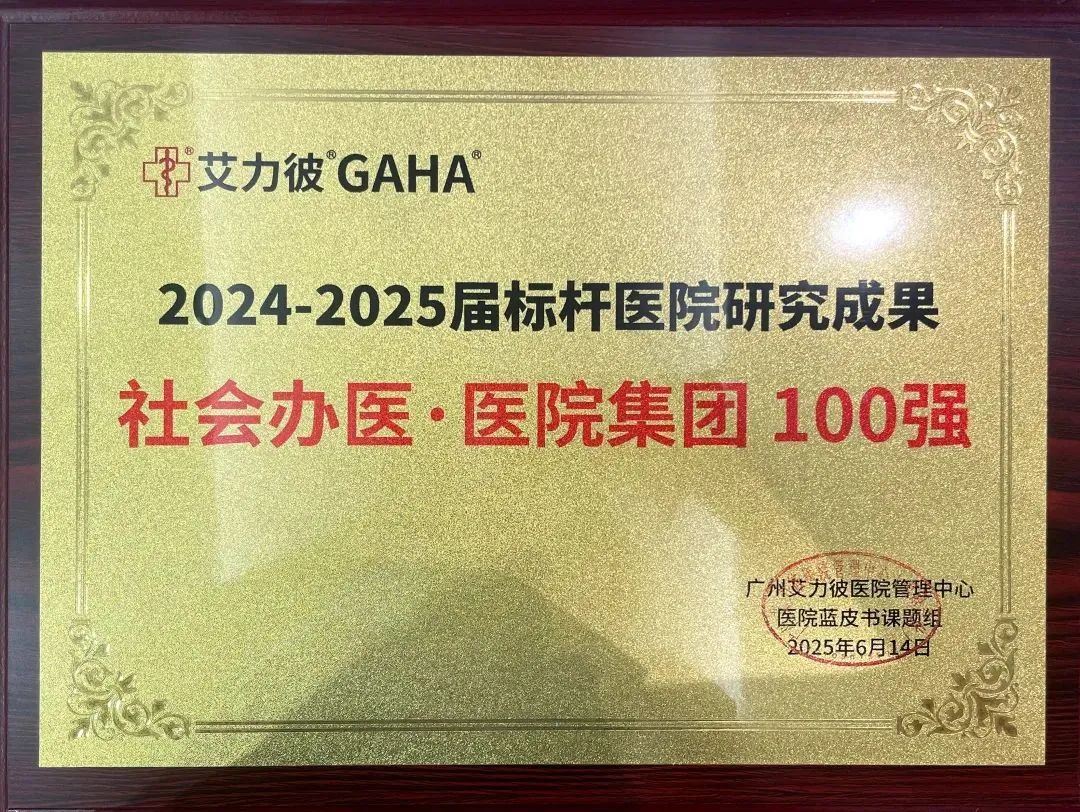 艾力彼®GAHA®
2024-2025届标杆医院研究成果
社会办医·医院集团 100强
广州艾力彼医院管理中心
医院蓝皮书课题组
2025年6月14日